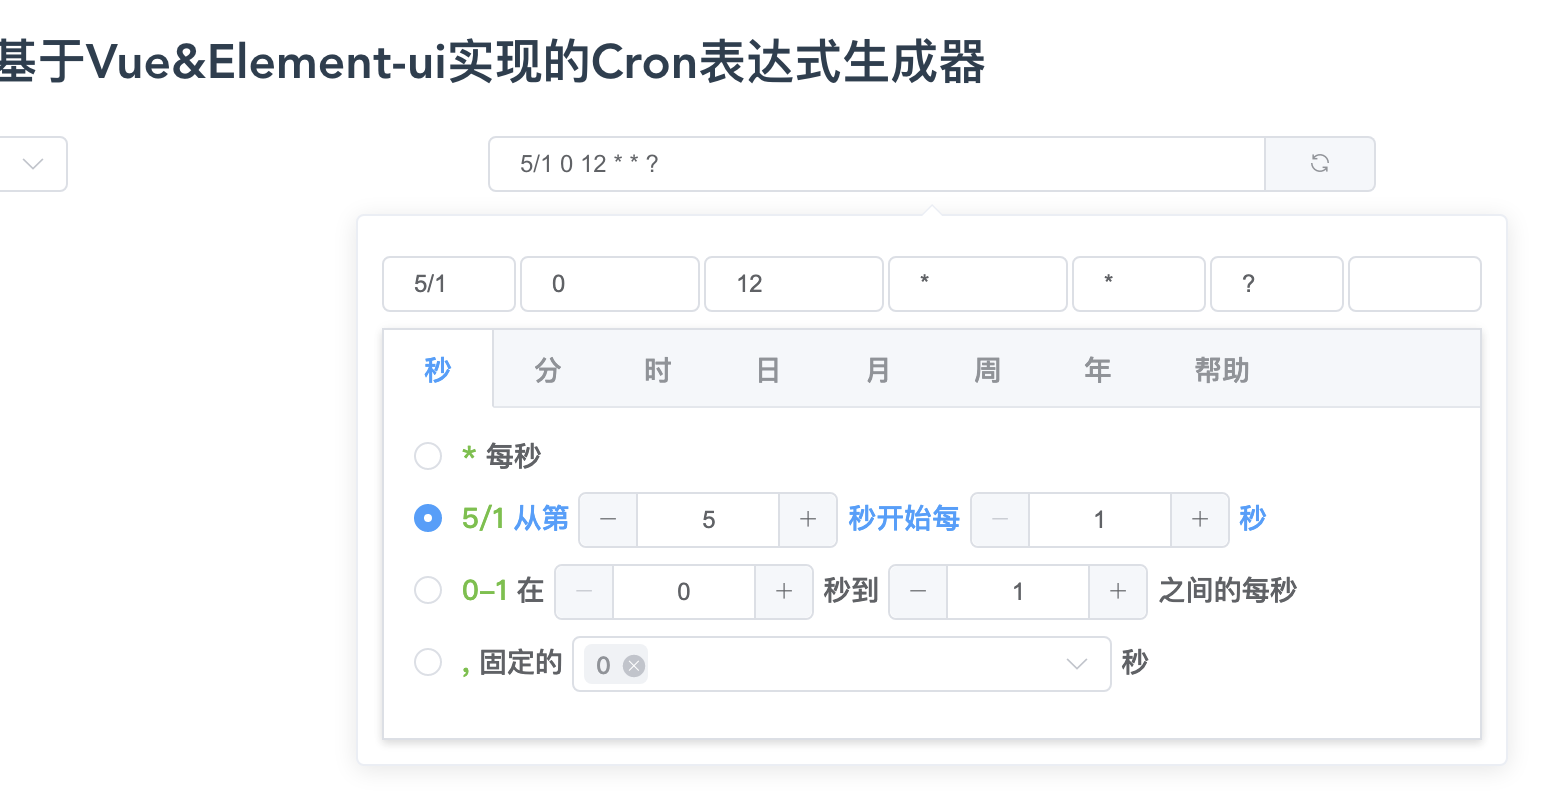 基于Vue&Element-ui实现的Cron表达式生成器
5/1 0 12 * * ?
5/1 0 12 * * ?
秒 分 时 日 月 周 年 帮助
* 每秒
5/1 从第 5 秒开始每 1 秒
0-1 在 0 秒到 1 之间的每秒
, 固定的 0 秒